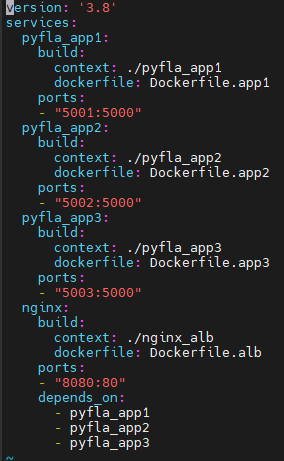 version: '3.8'
services:
  pyfla_app1:
    build:
      context: ./pyfla_app1
      dockerfile: Dockerfile.app1
    ports:
    - "5001:5000"
  pyfla_app2:
    build:
      context: ./pyfla_app2
      dockerfile: Dockerfile.app2
    ports:
    - "5002:5000"
  pyfla_app3:
    build:
      context: ./pyfla_app3
      dockerfile: Dockerfile.app3
    ports:
    - "5003:5000"
  nginx:
    build:
      context: ./nginx_alb
      dockerfile: Dockerfile.alb
    ports:
    - "8080:80"
    depends_on:
      - pyfla_app1
      - pyfla_app2
      - pyfla_app3
~